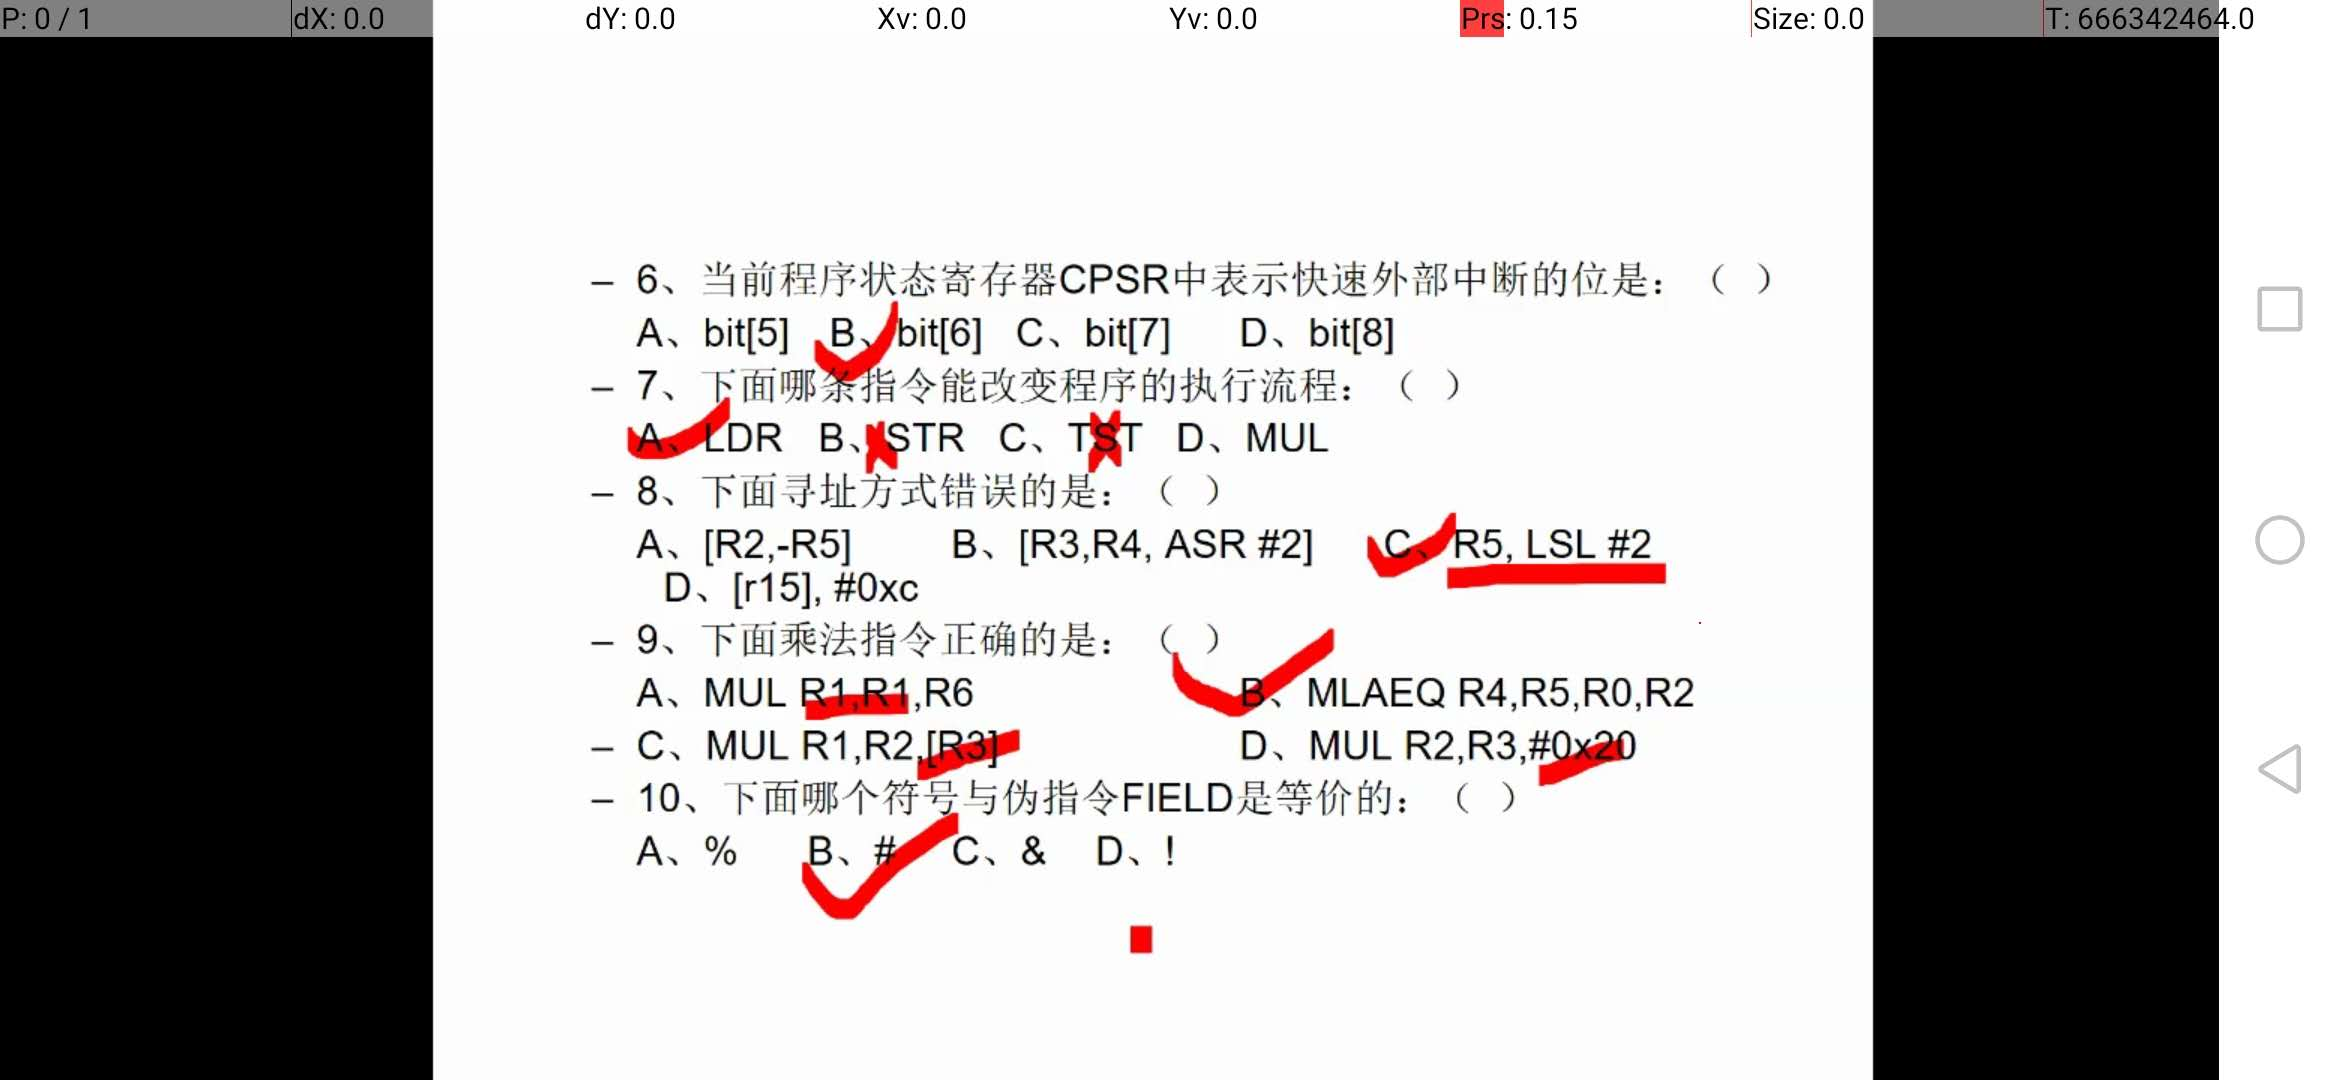 P: 0 / 1 dX: 0.0 dY: 0.0 Xv: 0.0 Yv: 0.0 Prs: 0.15 Size: 0.0 T: 666342464.0
– 6、当前程序状态寄存器CPSR中表示快速外部中断的位是：（ ）
A、bit[5] B、bit[6] C、bit[7] D、bit[8]
– 7、下面哪条指令能改变程序的执行流程：（ ）
A、LDR B、STR C、TST D、MUL
– 8、下面寻址方式错误的是：（ ）
A、[R2,-R5] B、[R3,R4, ASR #2] C、R5, LSL #2
D、[r15], #0xc
– 9、下面乘法指令正确的是：（ ）
A、MUL R1,R1,R6 B、MLAEQ R4,R5,R0,R2
– C、MUL R1,R2,[R3] D、MUL R2,R3,#0x20
– 10、下面哪个符号与伪指令FIELD是等价的：（ ）
A、% B、# C、& D、!